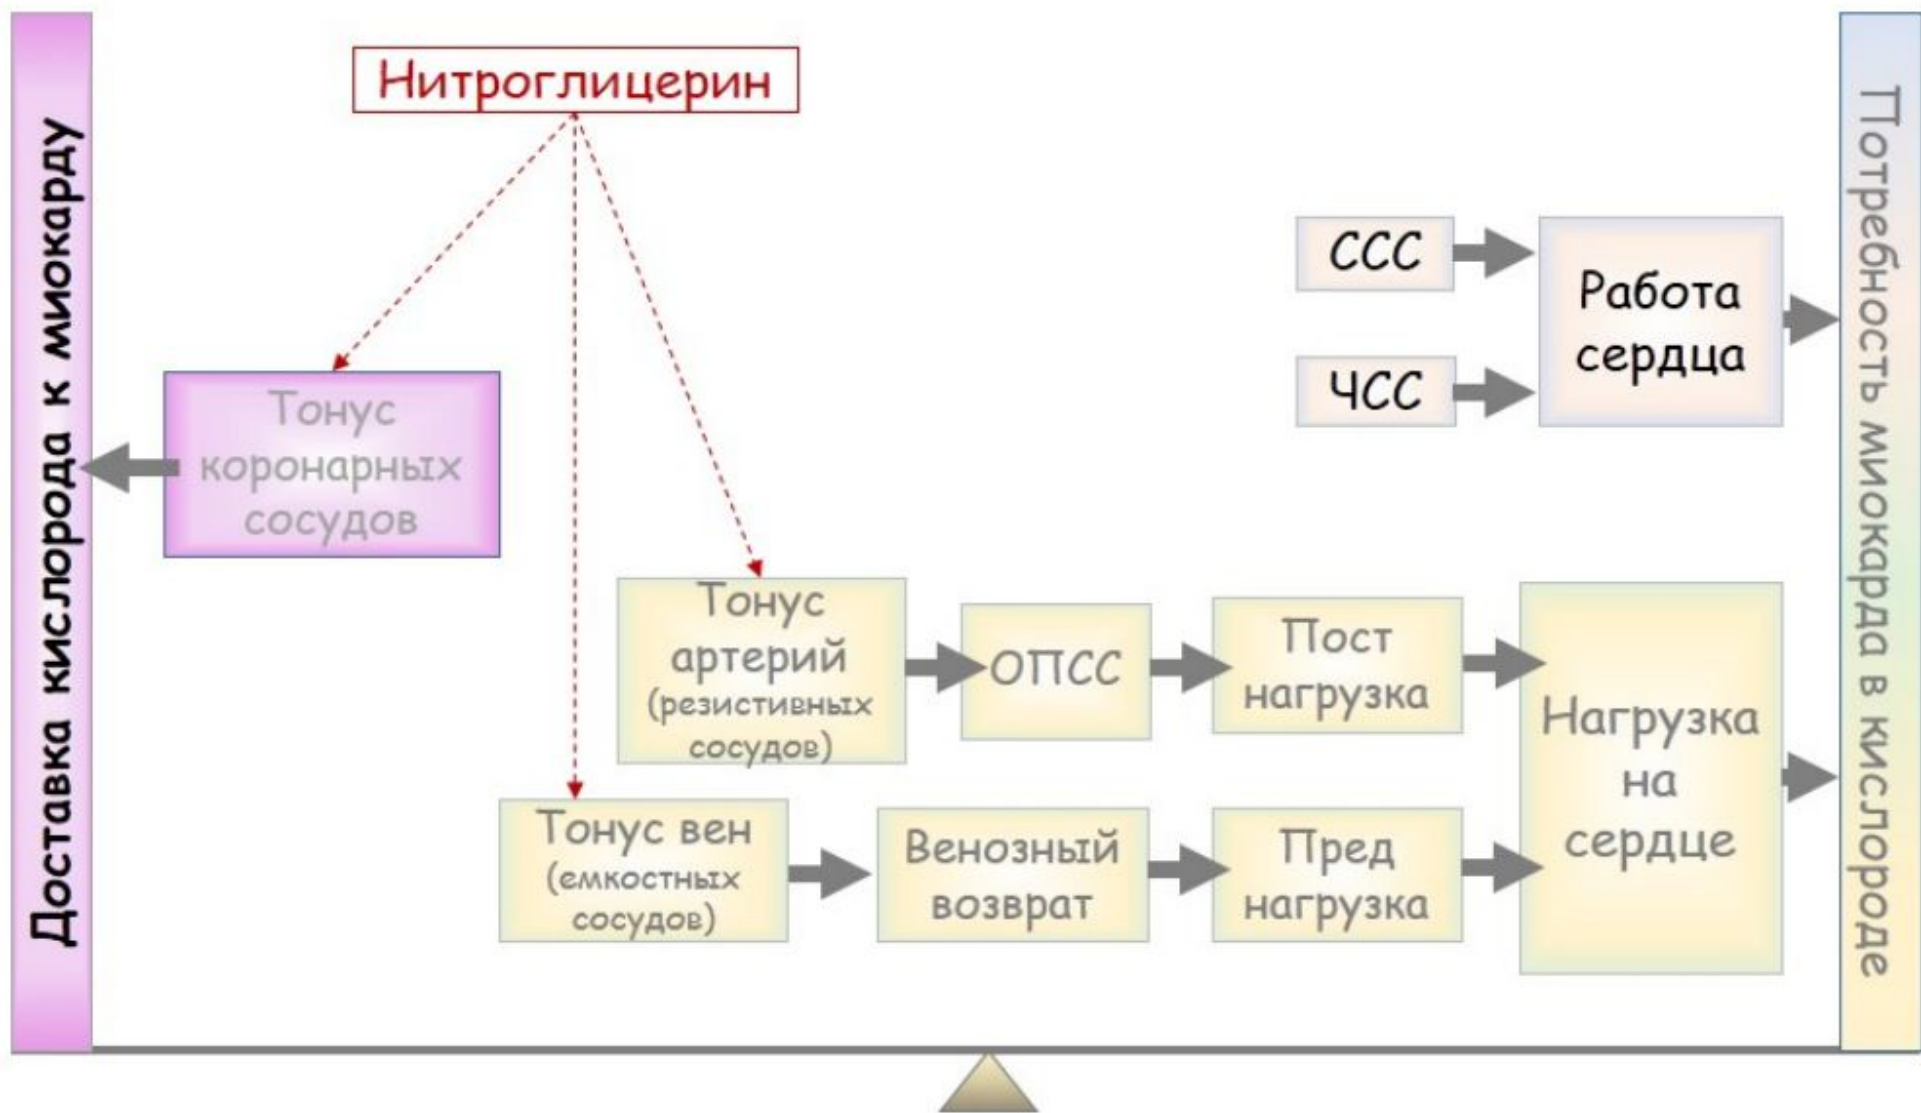 Доставка кислорода к миокарду
Нитроглицерин
Тонус
коронарных
сосудов
ССС
ЧСС
Работа
сердца
Тонус
артерий
(резистивных
сосудов)
ОПСС
Пост
нагрузка
Тонус вен
(емкостных
сосудов)
Венозный
возврат
Пред
нагрузка
Нагрузка
на
сердце
Потребность миокарда в кислороде